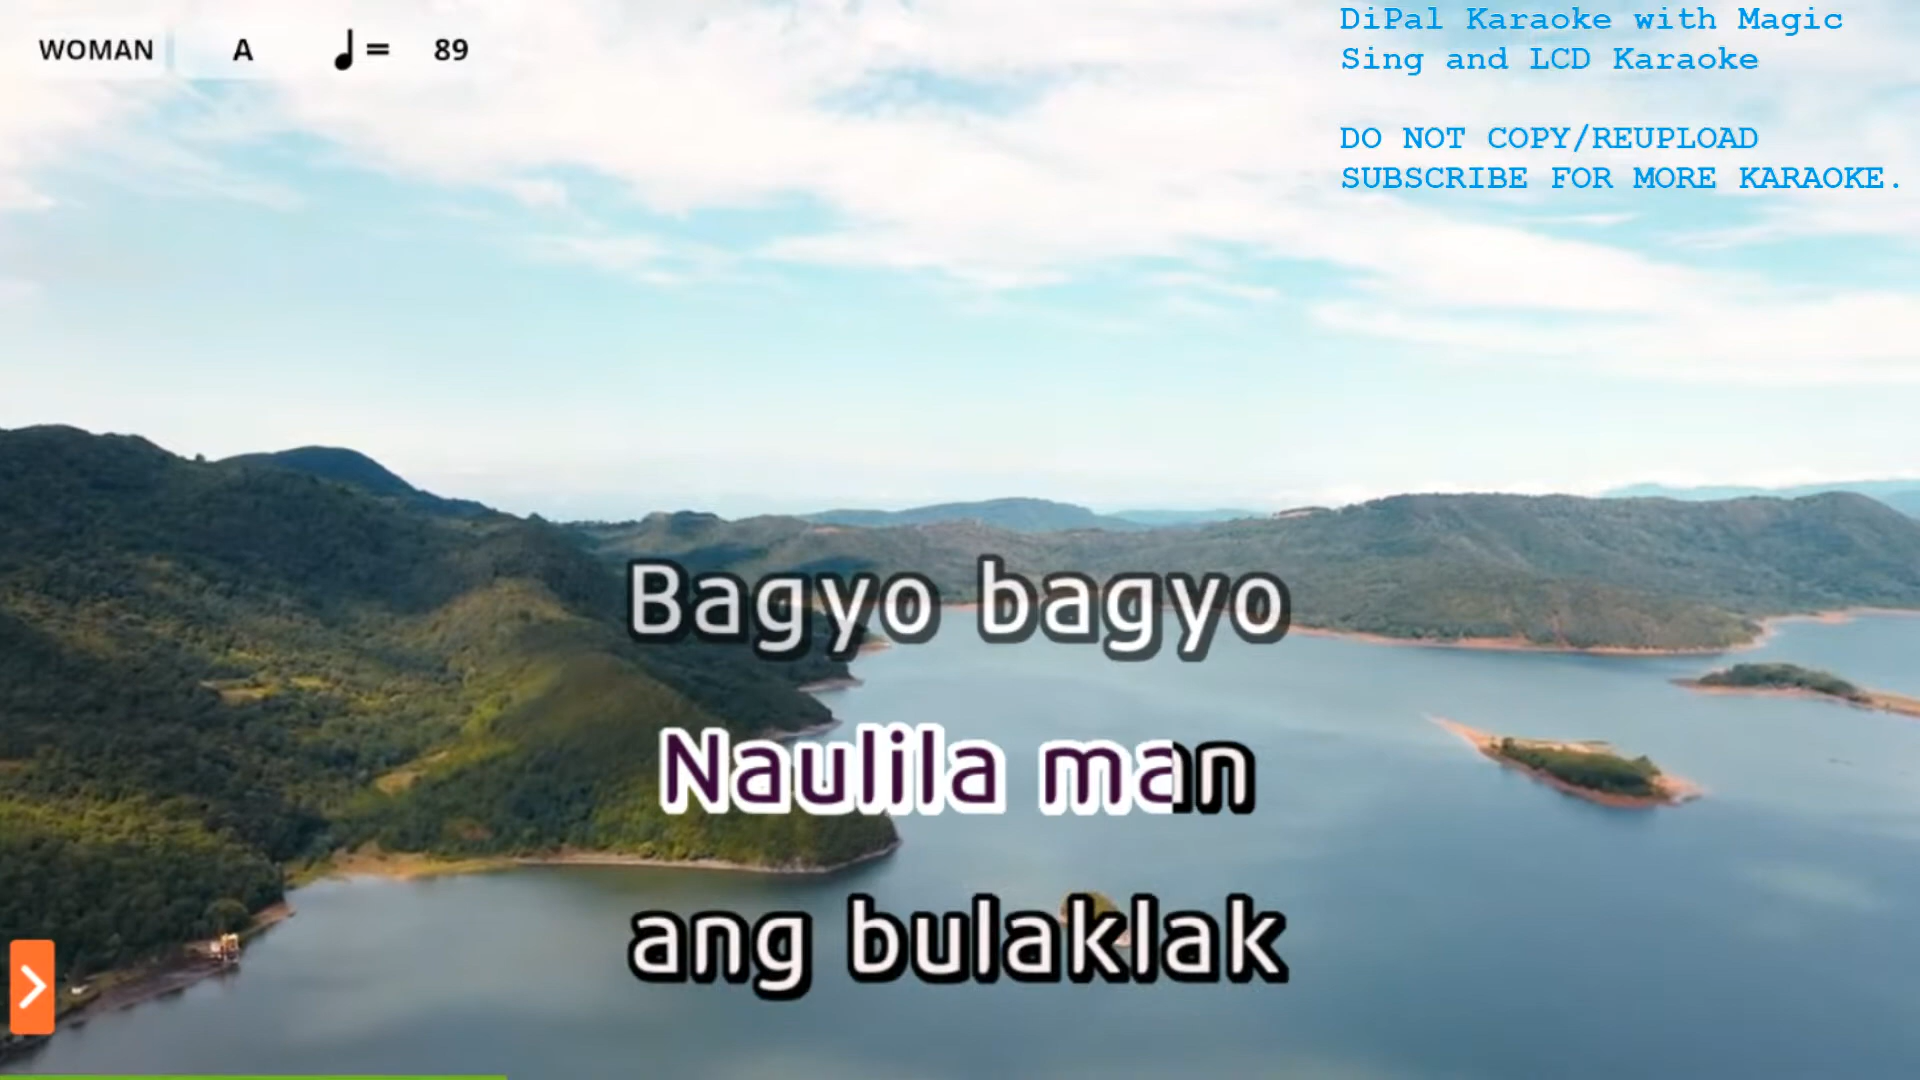 WOMAN A ♩= 89
DiPal Karaoke with Magic
Sing and LCD Karaoke
DO NOT COPY/REUPLOAD
SUBSCRIBE FOR MORE KARAOKE.
Bagyo bagyo
Naulila man
ang bulaklak